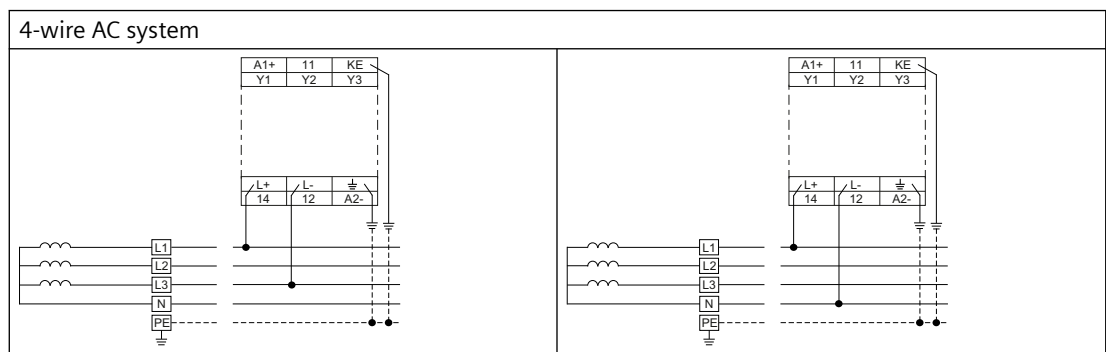 4-wire AC system
A1+ 11 KE
Y1 Y2 Y3
L+ L-
14 12 A2-
L1
L2
L3
N
PE
A1+ 11 KE
Y1 Y2 Y3
L+ L-
14 12 A2-
L1
L2
L3
N
PE